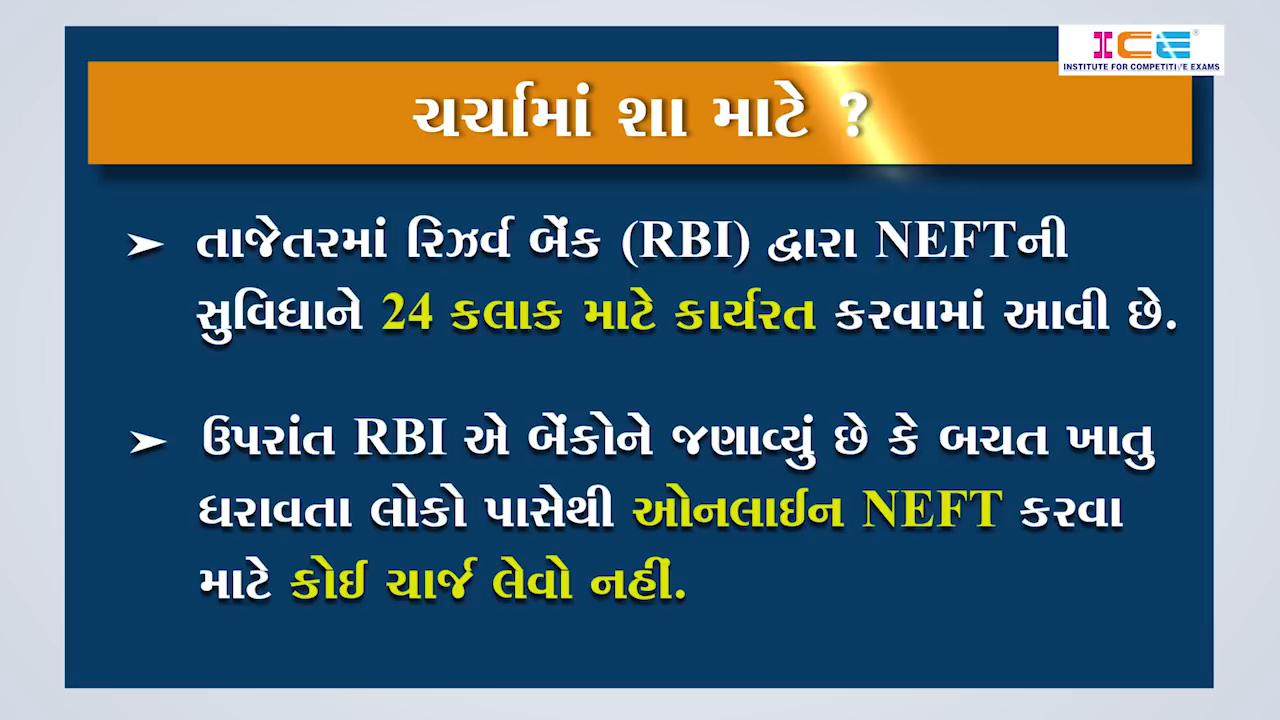 ICE®
INSTITUTE FOR COMPETITIVE EXAMS
ચર્ચામાં શા માટે ?
➤ તાજેતરમાં રિઝર્વ બેંક (RBI) દ્વારા NEFTની
સુવિધાને 24 કલાક માટે કાર્યરત કરવામાં આવી છે.
➤ ઉપરાંત RBI એ બેંકોને જણાવ્યું છે કે બચત ખાતુ
ધરાવતા લોકો પાસેથી ઓનલાઈન NEFT કરવા
માટે કોઈ ચાર્જ લેવો નહીં.